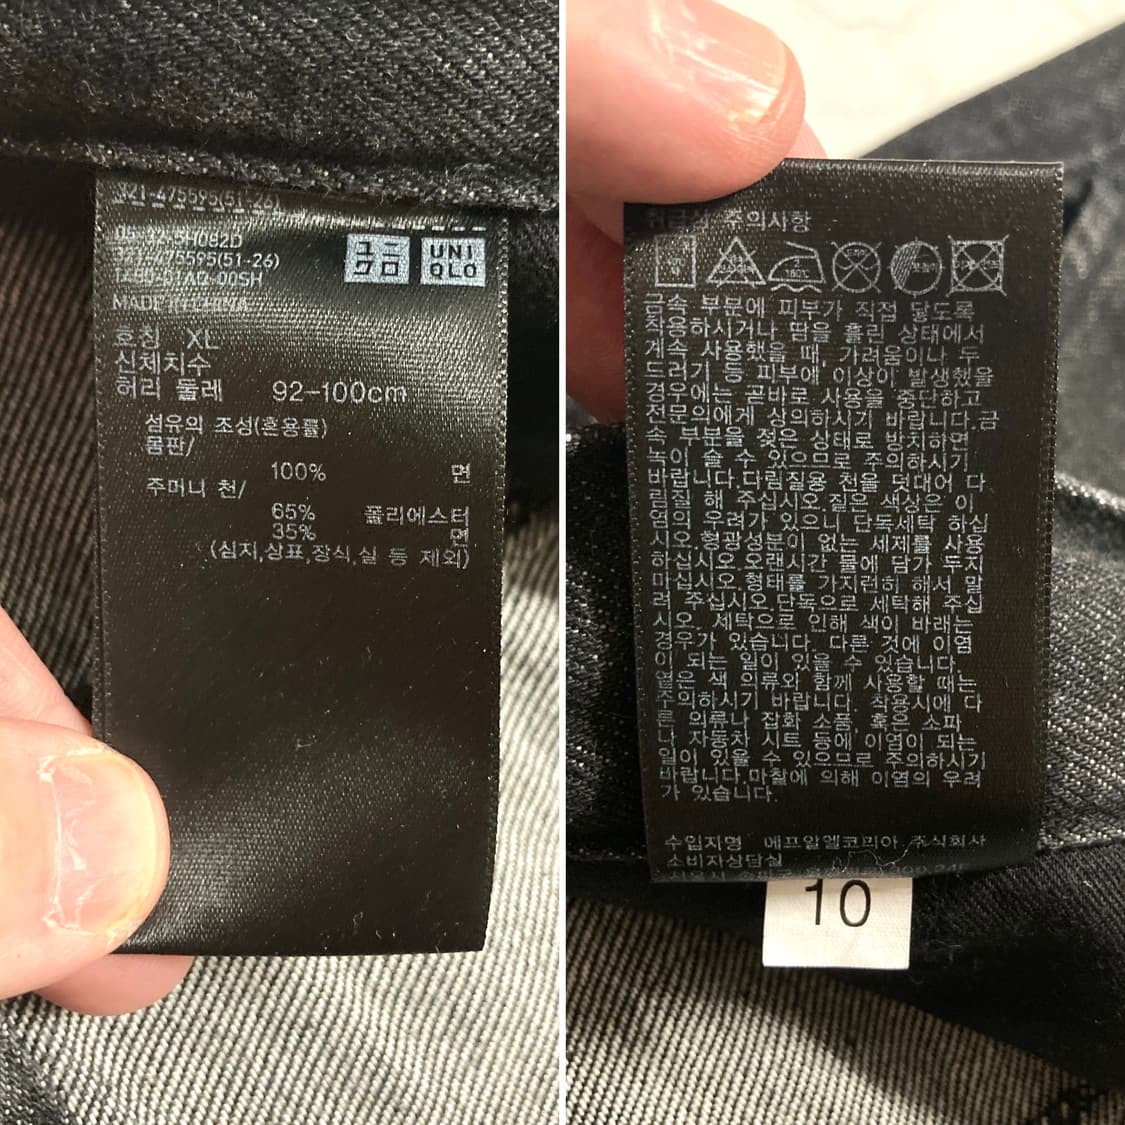 321-475595(51-26)
321-475595(51-26)
MADE IN CHINA
UNI
QLO
호칭 XL
신체치수
허리 둘레 92-100cm
섬유의 조성(혼용률)
몸판/
100% 면
주머니 천/
65% 폴리에스터
35% 면
(심지,상표,장식,실 등 제외)
취급상 주의사항
금속 부분에 피부가 직접 닿도록
착용하시거나 땀을 흘린 상태에서
계속 사용했을 때, 가려움이나 두
드러기 등 피부에 이상이 발생했을
경우에는 곧바로 사용을 중단하고
전문의에게 상의하시기 바랍니다.금
속 부분을 젖은 상태로 방치하면
녹이 슬 수 있으므로 주의하시기
바랍니다.다림질용 천을 덧대어 다
림질 해 주십시오.짙은 색상은 이
염의 우려가 있으니 단독세탁 하십
시오.형광성분이 없는 세제를 사용
하십시오.오랜시간 물에 담가 두지
마십시오.형태를 가지런히 해서 말
려 주십시오.단독으로 세탁해 주십
시오. 세탁으로 인해 색이 바래는
경우가 있습니다. 다른 것에 이염
이 되는 일이 있을 수 있습니다.
옅은 색 의류와 함께 사용할 때는
주의하시기 바랍니다. 착용시에 다
른 의류나 잡화 소품, 혹은 소파
나 자동차 시트 등에 이염이 되는
일이 있을 수 있으므로 주의하시기
바랍니다.마찰에 의해 이염의 우려
가 있습니다.
수입자명 에프알엘코리아 주식회사
소비자상담실
10